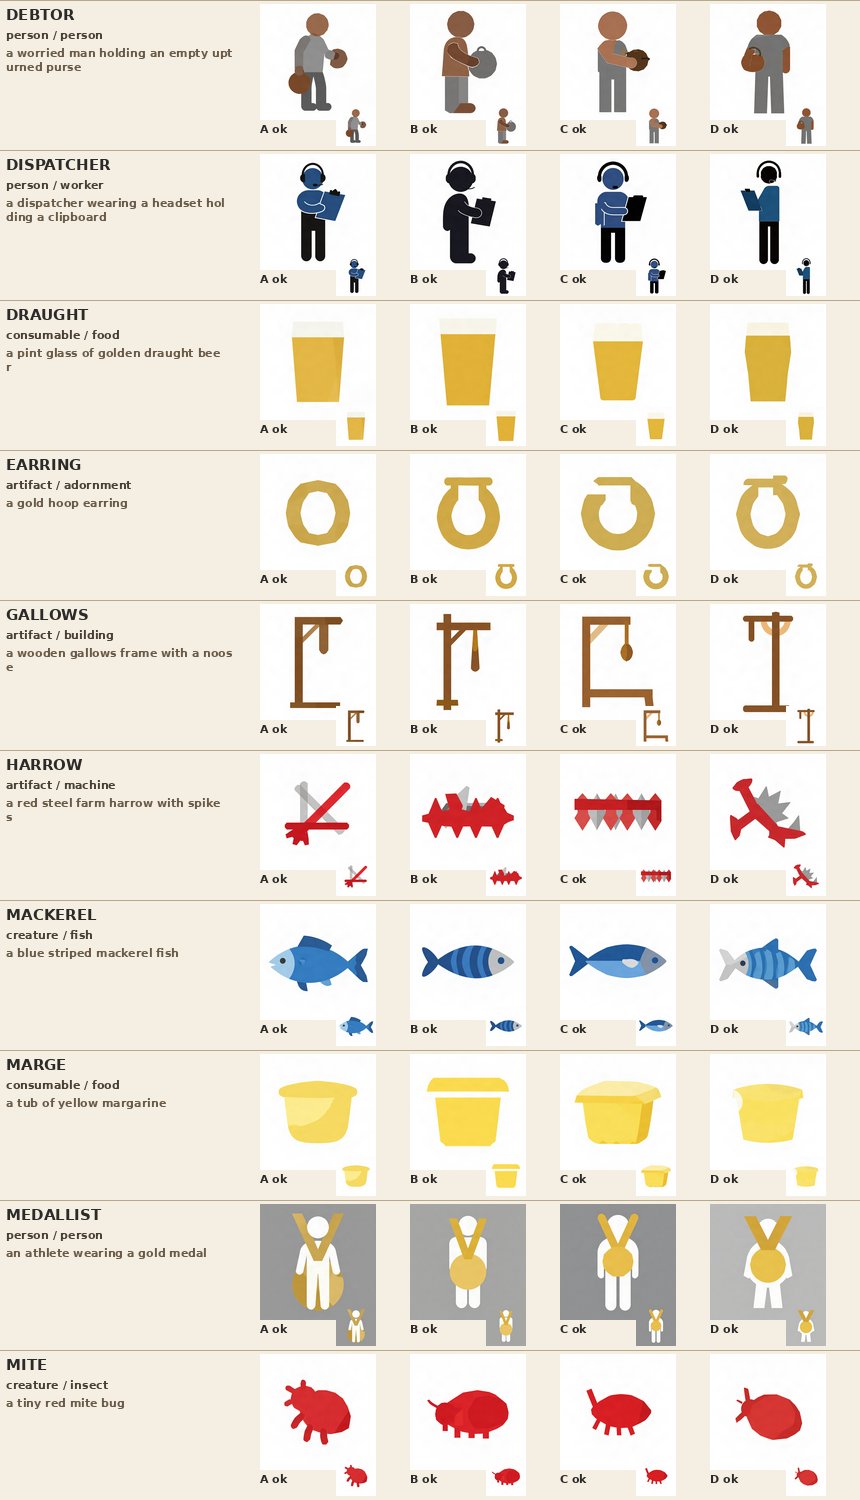 DEBTOR
person / person
a worried man holding an empty upt
urned purse
A ok
B ok
C ok
D ok
DISPATCHER
person / worker
a dispatcher wearing a headset hol
ding a clipboard
A ok
B ok
C ok
D ok
DRAUGHT
consumable / food
a pint glass of golden draught bee
r
A ok
B ok
C ok
D ok
EARRING
artifact / adornment
a gold hoop earring
A ok
B ok
C ok
D ok
GALLOWS
artifact / building
a wooden gallows frame with a noos
e
A ok
B ok
C ok
D ok
HARROW
artifact / machine
a red steel farm harrow with spike
s
A ok
B ok
C ok
D ok
MACKEREL
creature / fish
a blue striped mackerel fish
A ok
B ok
C ok
D ok
MARGE
consumable / food
a tub of yellow margarine
A ok
B ok
C ok
D ok
MEDALLIST
person / person
an athlete wearing a gold medal
A ok
B ok
C ok
D ok
MITE
creature / insect
a tiny red mite bug
A ok
B ok
C ok
D ok